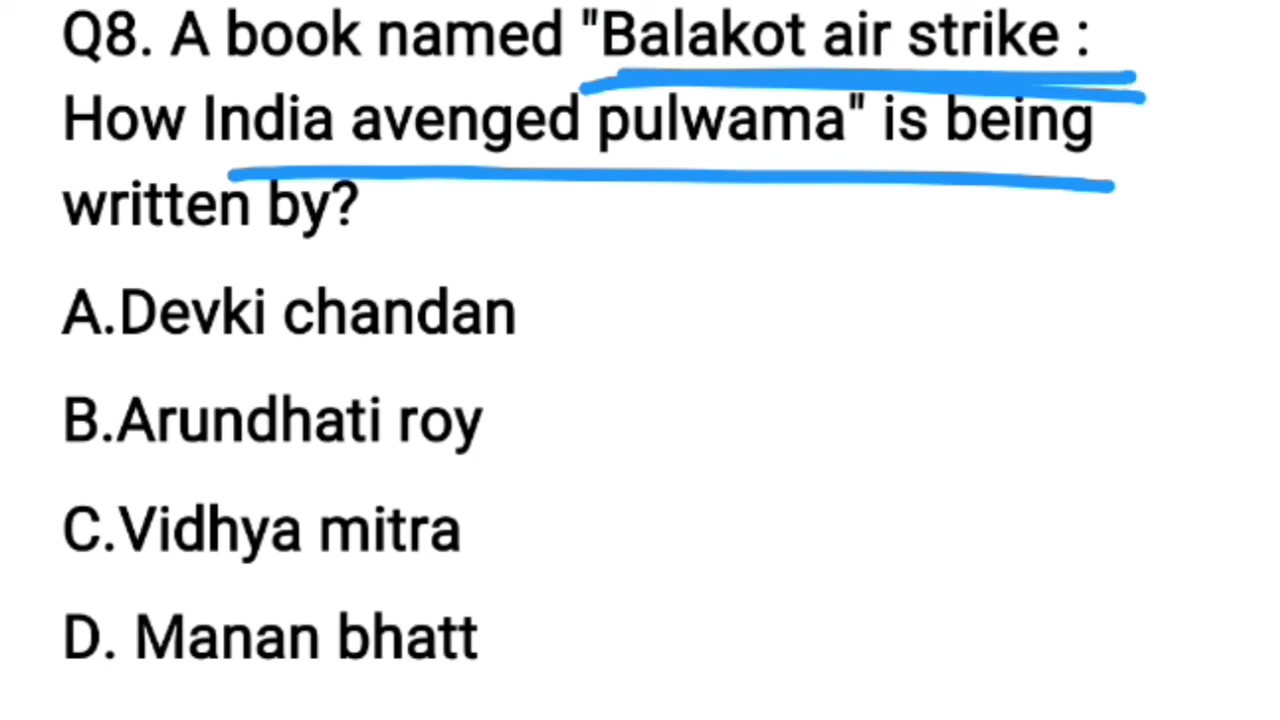 Q8. A book named "Balakot air strike :
How India avenged pulwama" is being
written by?
A.Devki chandan
B.Arundhati roy
C.Vidhya mitra
D. Manan bhatt